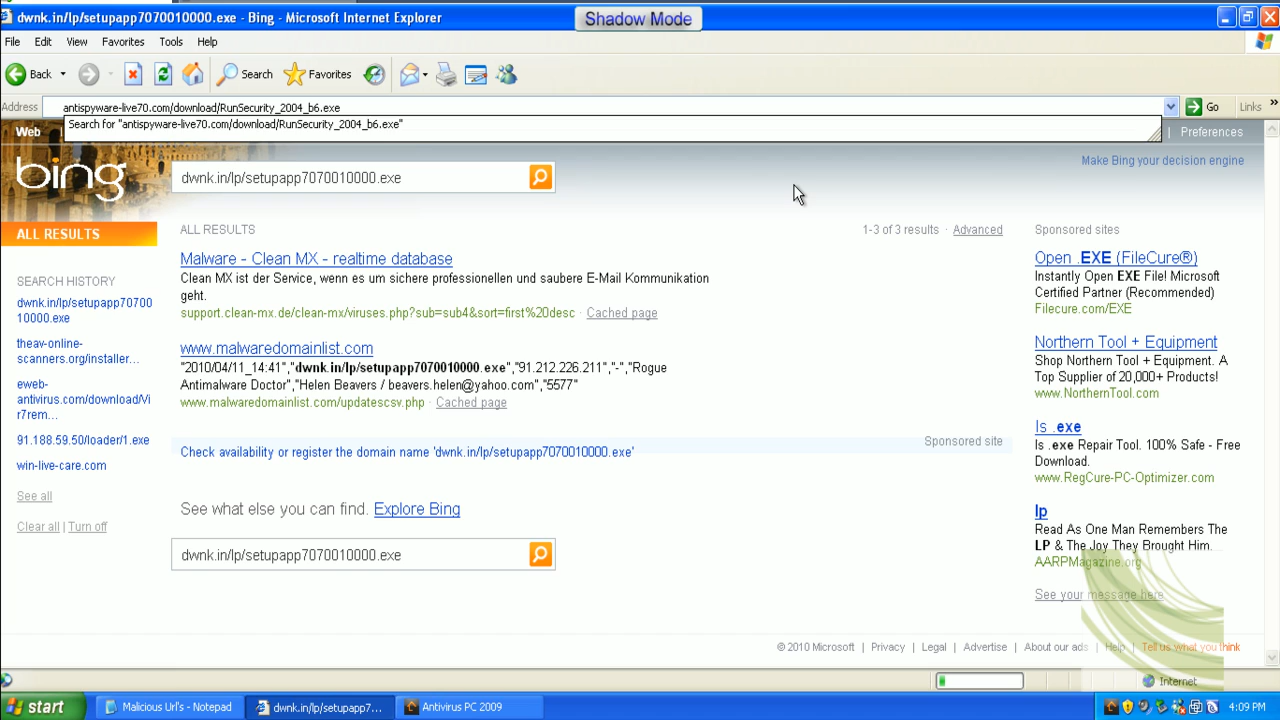 dwnk.in/lp/setupapp7070010000.exe - Bing - Microsoft Internet Explorer
Shadow Mode
File Edit View Favorites Tools Help
Back Search Favorites
Address antispyware-live70.com/download/RunSecurity_2004_b6.exe Go Links »
Search for "antispyware-live70.com/download/RunSecurity_2004_b6.exe"
Web | Preferences
bing
dwnk.in/lp/setupapp7070010000.exe
Make Bing your decision engine
ALL RESULTS
SEARCH HISTORY
dwnk.in/lp/setupapp70700
10000.exe
theav-online-
scanners.org/installer...
eweb-
antivirus.com/download/Vi
r7rem...
91.188.59.50/loader/1.exe
win-live-care.com
See all
Clear all | Turn off
ALL RESULTS 1-3 of 3 results · Advanced
Malware - Clean MX - realtime database
Clean MX ist der Service, wenn es um sichere professionellen und saubere E-Mail Kommunikation
geht.
support.clean-mx.de/clean-mx/viruses.php?sub=sub4&sort=first%20desc · Cached page
www.malwaredomainlist.com
"2010/04/11_14:41","dwnk.in/lp/setupapp7070010000.exe","91.212.226.211","-","Rogue
Antimalware Doctor","Helen Beavers / beavers.helen@yahoo.com","5577"
www.malwaredomainlist.com/updatescsv.php · Cached page
Sponsored site
Check availability or register the domain name 'dwnk.in/lp/setupapp7070010000.exe'
See what else you can find. Explore Bing
dwnk.in/lp/setupapp7070010000.exe
Sponsored sites
Open .EXE (FileCure®)
Instantly Open EXE File! Microsoft
Certified Partner (Recommended)
Filecure.com/EXE
Northern Tool + Equipment
Shop Northern Tool + Equipment. A
Top Supplier of 20,000+ Products!
www.NorthernTool.com
Is .exe
Is .exe Repair Tool. 100% Safe - Free
Download.
www.RegCure-PC-Optimizer.com
lp
Read As One Man Remembers The
LP & The Joy They Brought Him.
AARPMagazine.org
See your message here
© 2010 Microsoft | Privacy | Legal | Advertise | About our ads | Help | Tell us what you think
Internet
start Malicious Url's - Notepad dwnk.in/lp/setupapp7... Antivirus PC 2009 4:09 PM